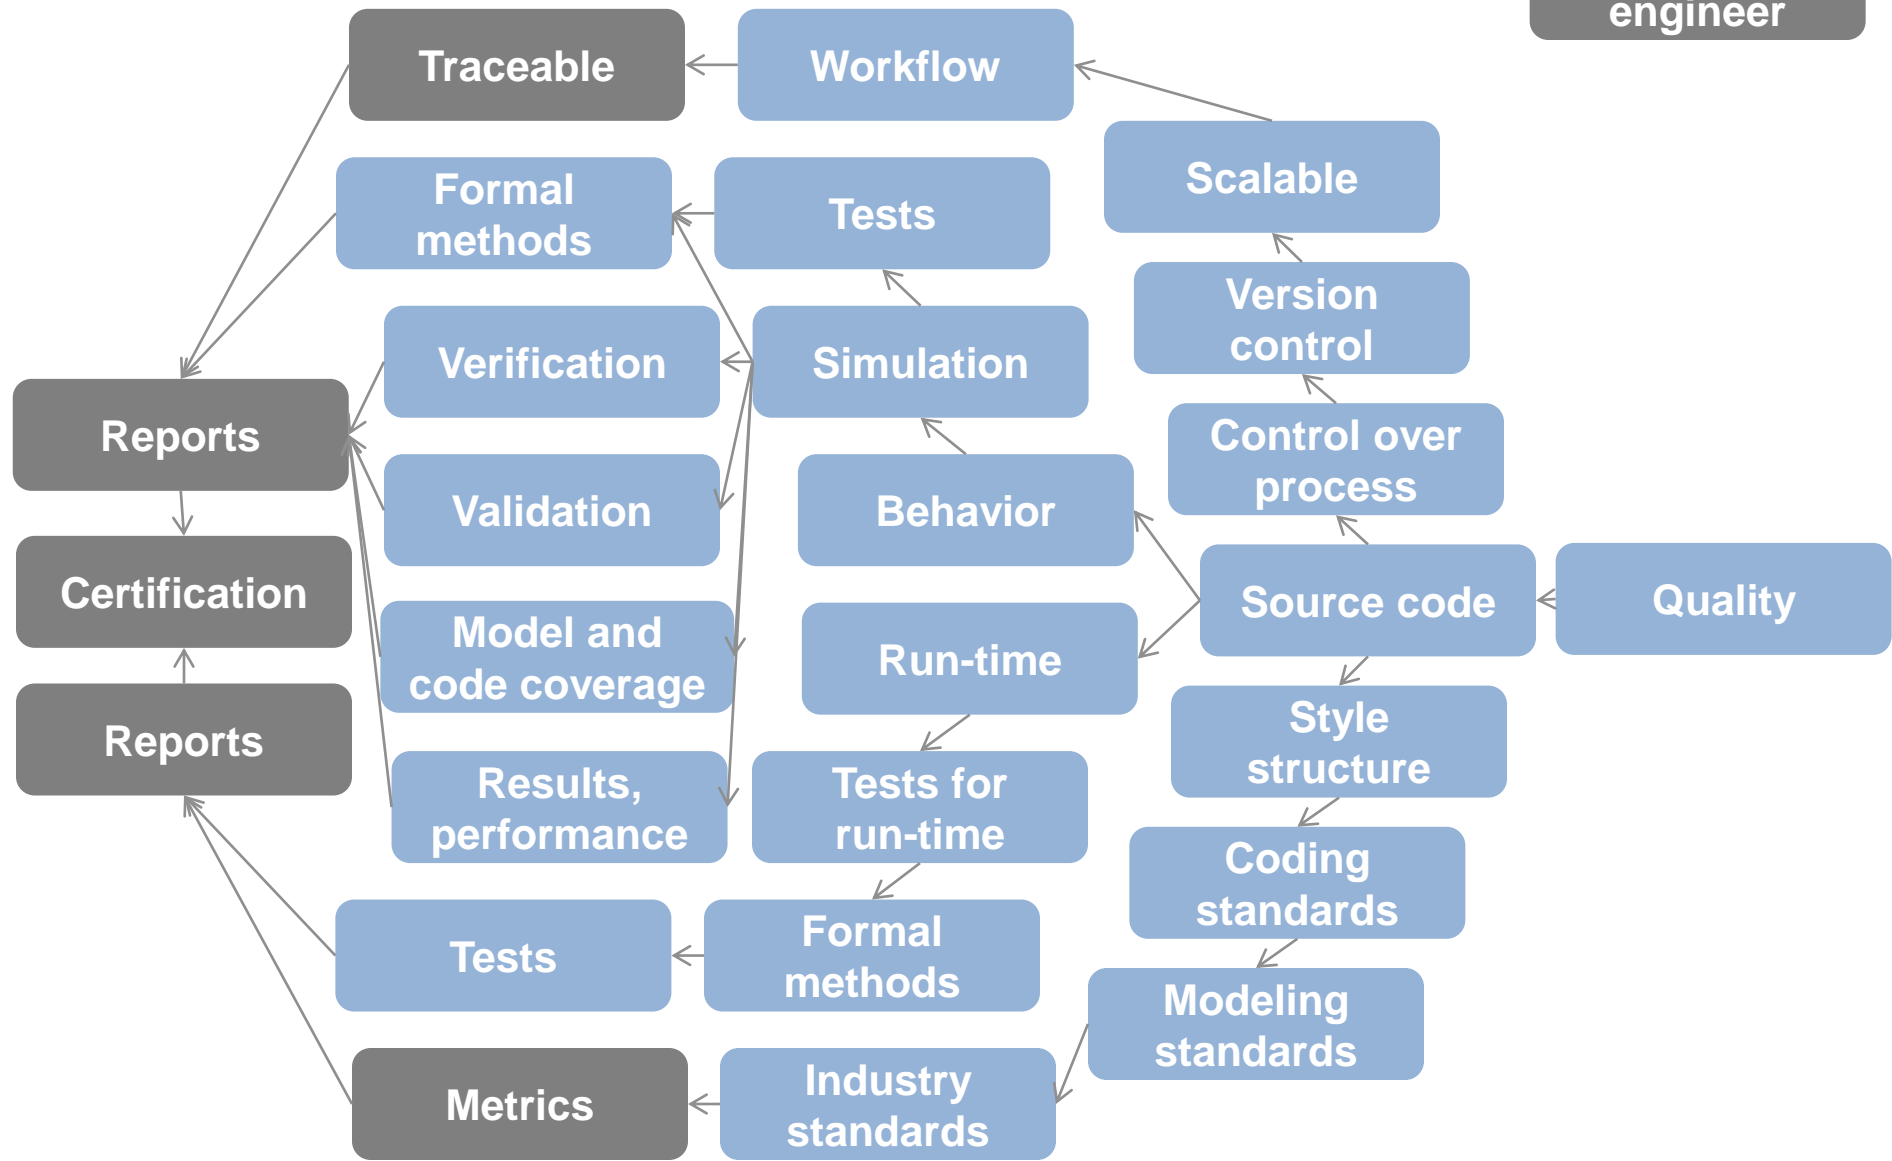 engineer
Traceable
Workflow
Scalable
Formal
methods
Tests
Version
control
Verification
Simulation
Reports
Control over
process
Validation
Behavior
Certification
Source code
Quality
Model and
code coverage
Run-time
Reports
Style
structure
Results,
performance
Tests for
run-time
Coding
standards
Tests
Formal
methods
Modeling
standards
Metrics
Industry
standards